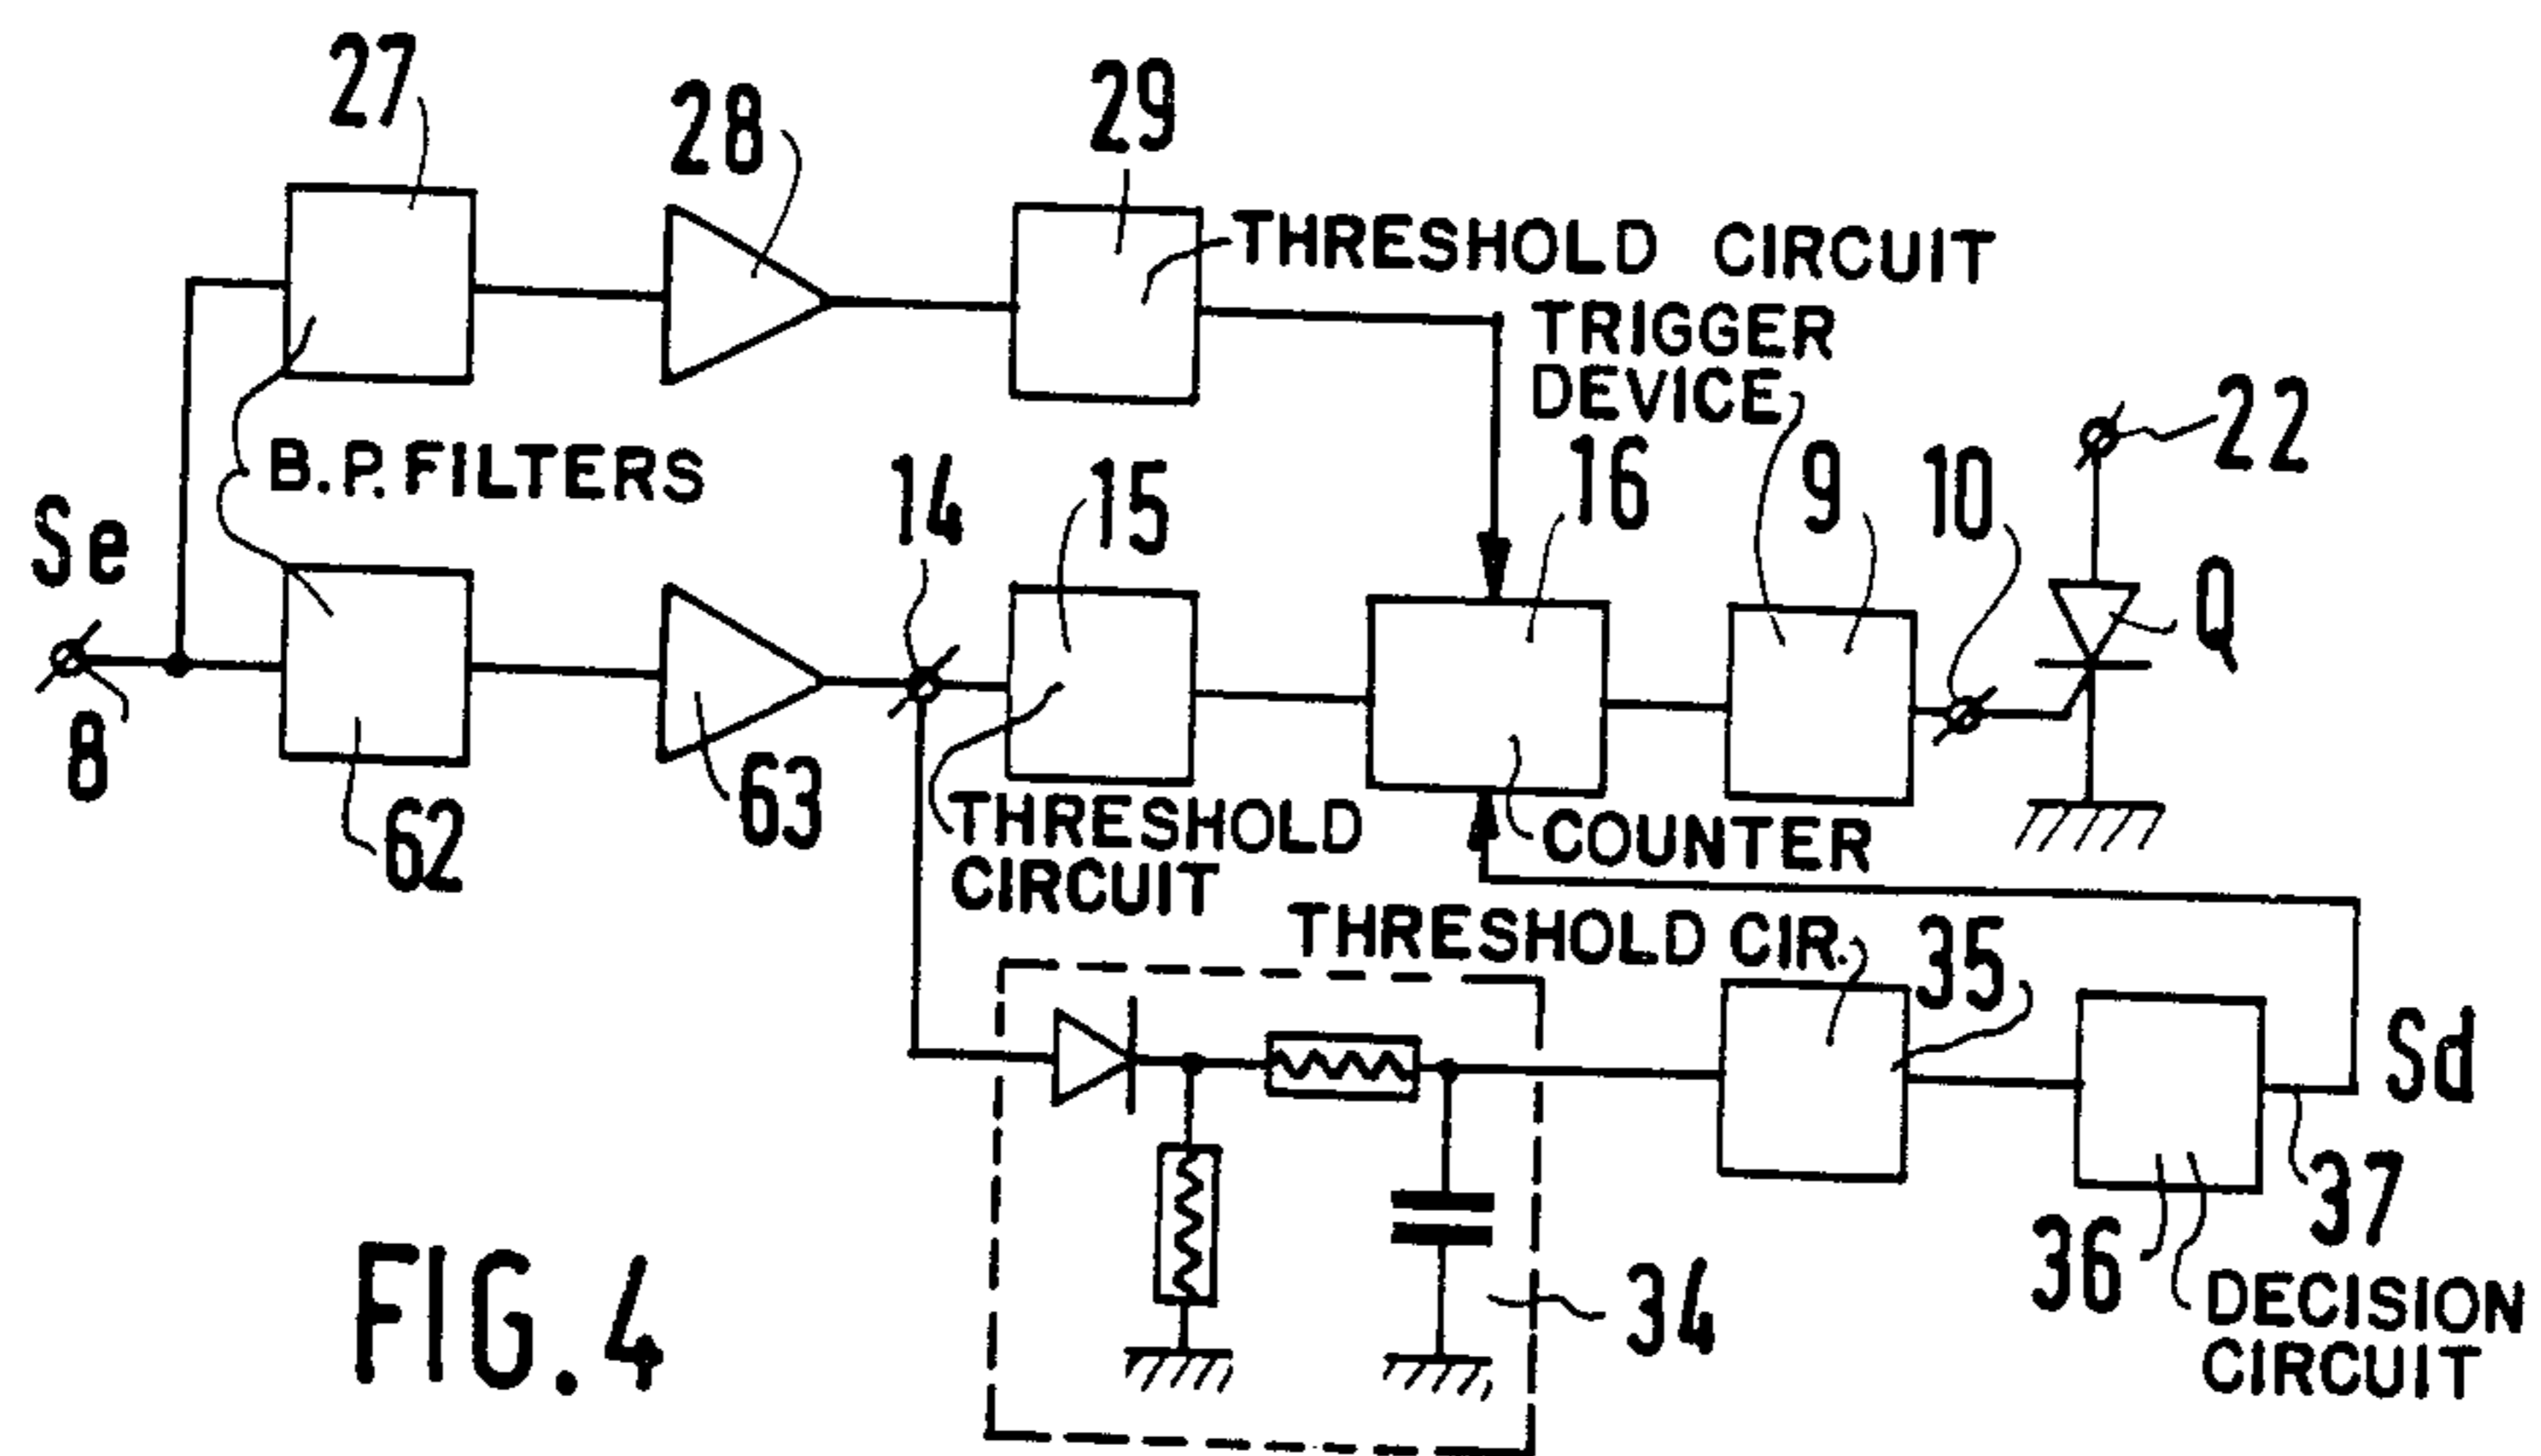 27
28
29
THRESHOLD CIRCUIT
TRIGGER
DEVICE
22
B.P. FILTERS
14
15
16
9
10
Se
Q
8
62
63
THRESHOLD
CIRCUIT
COUNTER
THRESHOLD CIR.
35
Sd
37
36
34
DECISION
CIRCUIT
FIG. 4